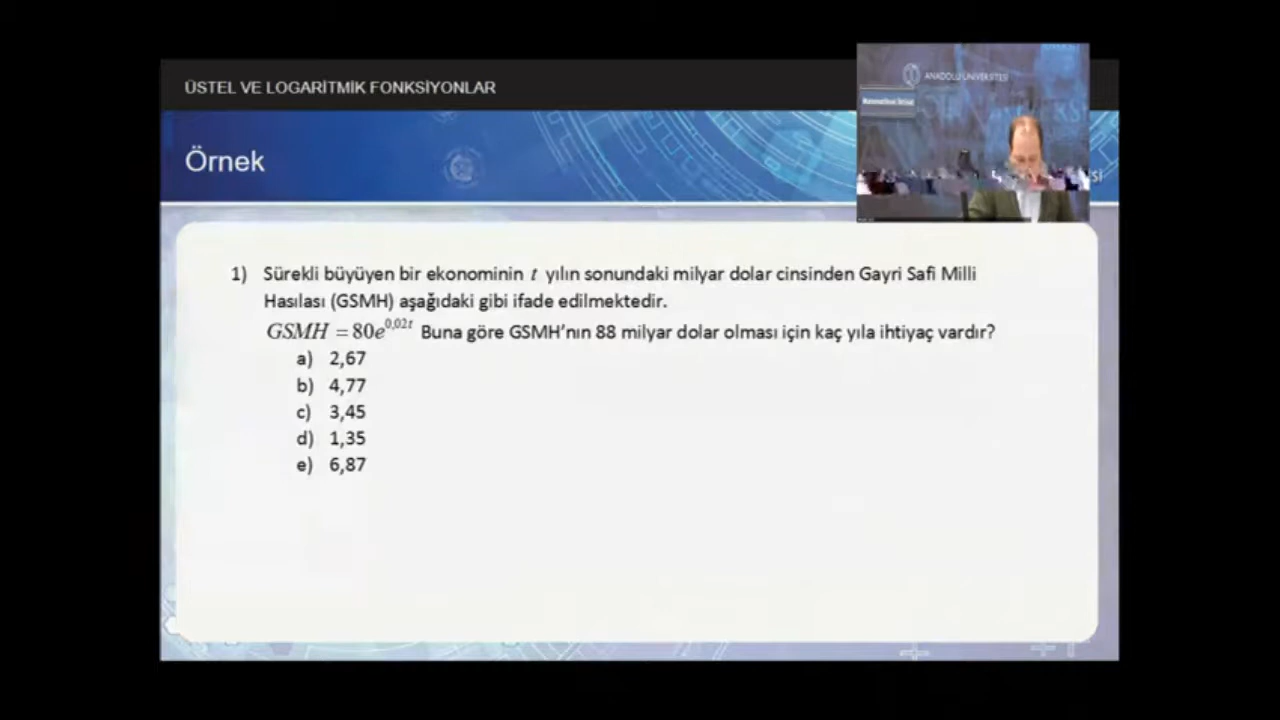 ÜSTEL VE LOGARİTMİK FONKSİYONLAR
ANADOLU ÜNİVERSİTESİ
Örnek
1) Sürekli büyüyen bir ekonominin t yılın sonundaki milyar dolar cinsinden Gayri Safi Milli
Hasılası (GSMH) aşağıdaki gibi ifade edilmektedir.
GSMH = 80e^0,02t Buna göre GSMH'nın 88 milyar dolar olması için kaç yıla ihtiyaç vardır?
a) 2,67
b) 4,77
c) 3,45
d) 1,35
e) 6,87